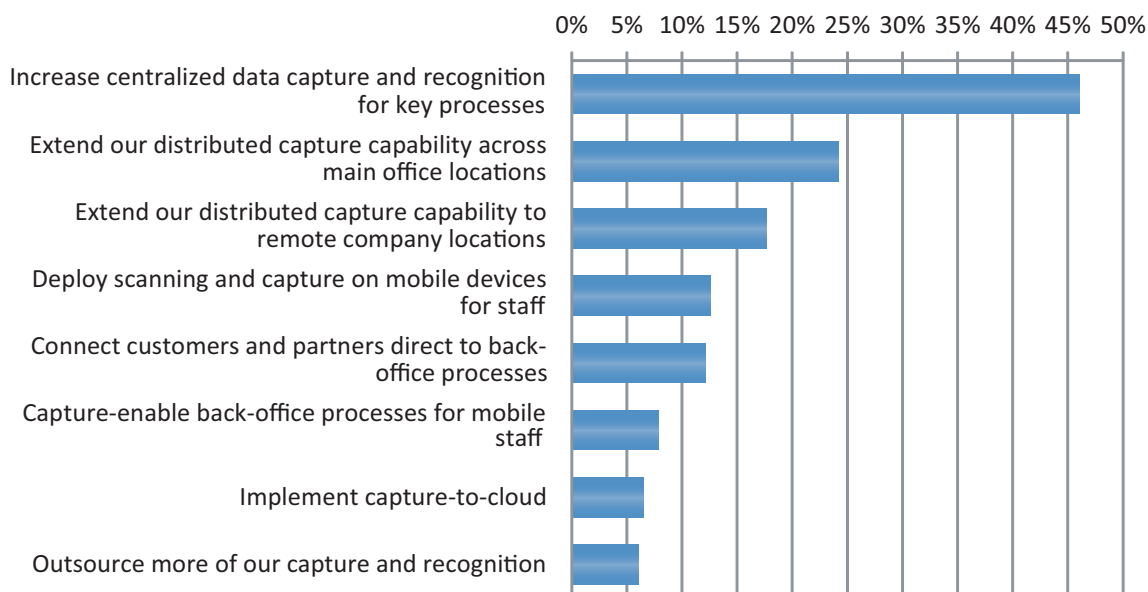 0% 5% 10% 15% 20% 25% 30% 35% 40% 45% 50%
Increase centralized data capture and recognition
for key processes
Extend our distributed capture capability across
main office locations
Extend our distributed capture capability to
remote company locations
Deploy scanning and capture on mobile devices
for staff
Connect customers and partners direct to back-
office processes
Capture-enable back-office processes for mobile
staff
Implement capture-to-cloud
Outsource more of our capture and recognition